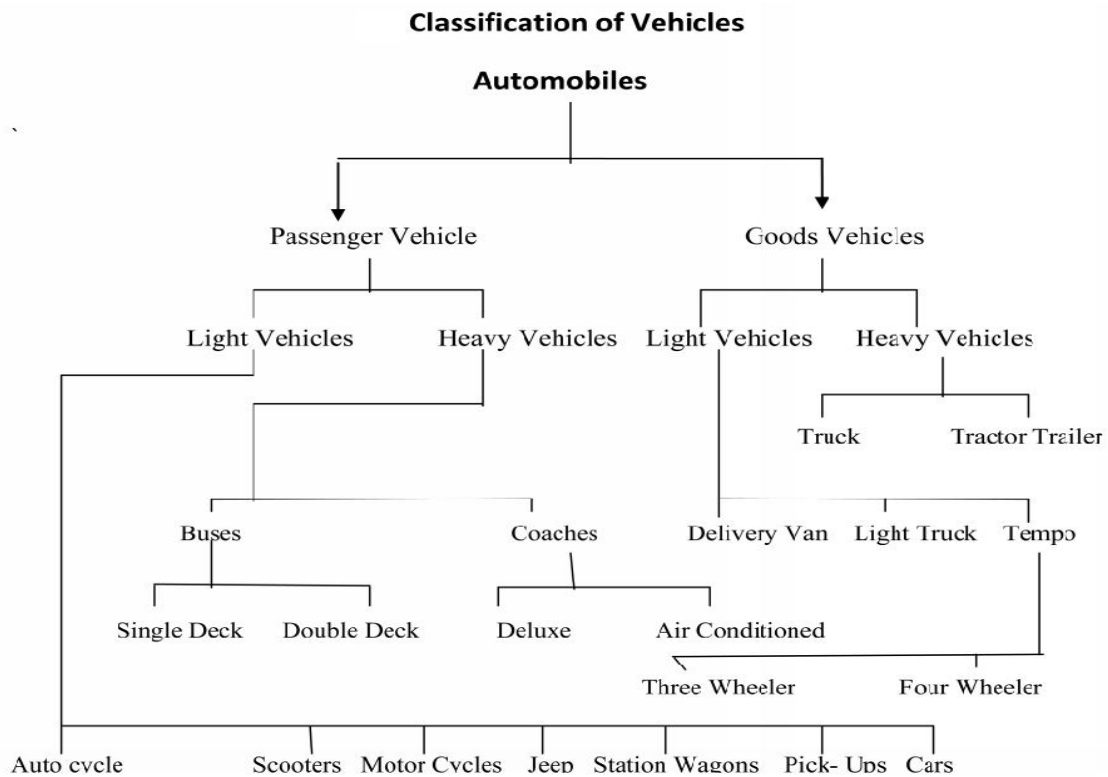 Classification of Vehicles
Automobiles
`
Passenger Vehicle Goods Vehicles
Light Vehicles Heavy Vehicles Light Vehicles Heavy Vehicles
Truck Tractor Trailer
Buses Coaches Delivery Van Light Truck Tempo
Single Deck Double Deck Deluxe Air Conditioned
Three Wheeler Four Wheeler
Auto cycle Scooters Motor Cycles Jeep Station Wagons Pick- Ups Cars